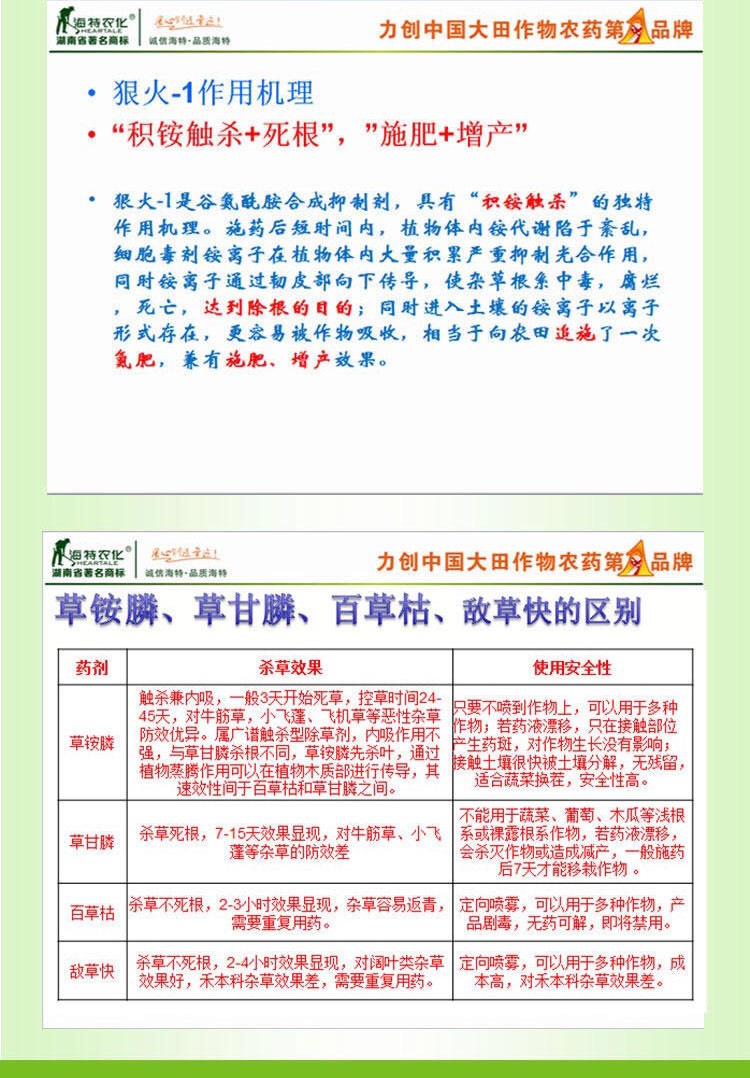 海特农化®
HEARTALE
湖南省著名商标
诚信海特·品质海特
力创中国大田作物农药第一品牌
• 狠火-1作用机理
• “积铵触杀+死根”，”施肥+增产”
• 狠火-1是谷氨酰胺合成抑制剂，具有“积铵触杀”的独特
作用机理。施药后短时间内，植物体内铵代谢陷于紊乱，
细胞毒剂铵离子在植物体内大量积累严重抑制光合作用，
同时铵离子通过韧皮部向下传导，使杂草根系中毒，腐烂
，死亡，达到除根的目的；同时进入土壤的铵离子以离子
形式存在，更容易被作物吸收，相当于向农田追施了一次
氮肥，兼有施肥、增产效果。
海特农化®
HEARTALE
湖南省著名商标
诚信海特·品质海特
力创中国大田作物农药第一品牌
草铵膦、草甘膦、百草枯、敌草快的区别
药剂 杀草效果 使用安全性
草铵膦
触杀兼内吸，一般3天开始死草，控草时间24-
45天，对牛筋草，小飞蓬、飞机草等恶性杂草
防效优异。属广谱触杀型除草剂，内吸作用不
强，与草甘膦杀根不同，草铵膦先杀叶，通过
植物蒸腾作用可以在植物木质部进行传导，其
速效性间于百草枯和草甘膦之间。
只要不喷到作物上，可以用于多种
作物；若药液漂移，只在接触部位
产生药斑，对作物生长没有影响；
接触土壤很快被土壤分解，无残留，
适合蔬菜换茬，安全性高。
草甘膦
杀草死根，7-15天效果显现，对牛筋草、小飞
蓬等杂草的防效差
不能用于蔬菜、葡萄、木瓜等浅根
系或裸露根系作物，若药液漂移，
会杀灭作物或造成减产，一般施药
后7天才能移栽作物 。
百草枯
杀草不死根，2-3小时效果显现，杂草容易返青，
需要重复用药。
定向喷雾，可以用于多种作物，产
品剧毒，无药可解，即将禁用。
敌草快
杀草不死根，2-4小时效果显现，对阔叶类杂草
效果好，禾本科杂草效果差，需要重复用药。
定向喷雾，可以用于多种作物，成
本高，对禾本科杂草效果差。